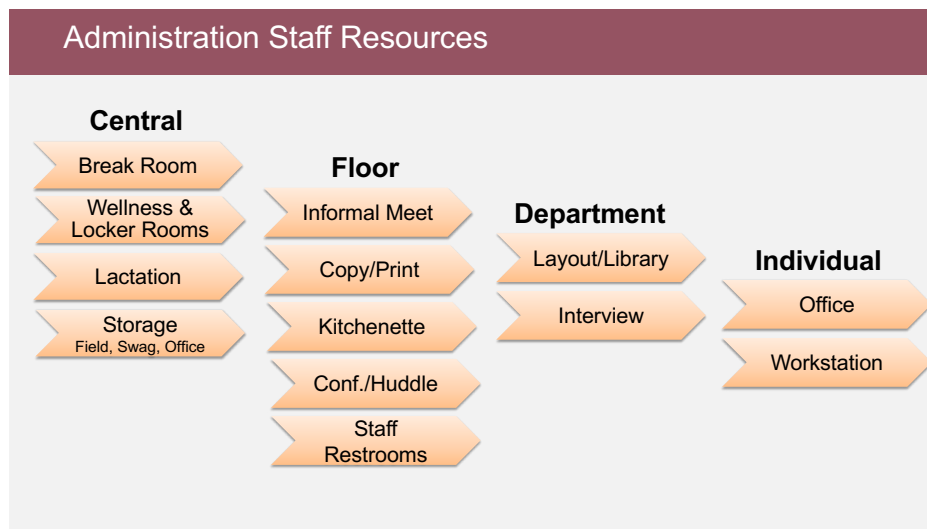 Administration Staff Resources
Central
Break Room
Wellness &
Locker Rooms
Lactation
Storage
Field, Swag, Office
Floor
Informal Meet
Copy/Print
Kitchenette
Conf./Huddle
Staff
Restrooms
Department
Layout/Library
Interview
Individual
Office
Workstation